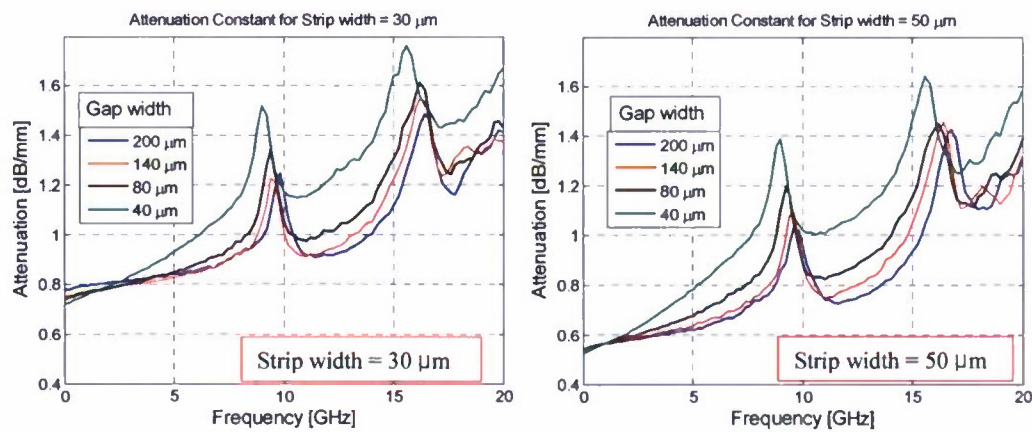 Attenuation Constant for Strip width = 30 μm
Attenuation [dB/mm]
1.6
1.4
1.2
1
0.8
0.6
0.4
Gap width
200 μm
140 μm
80 μm
40 μm
Strip width = 30 μm
0
5
10
15
20
Frequency [GHz]
Attenuation Constant for Strip width = 50 μm
Attenuation [dB/mm]
1.6
1.4
1.2
1
0.8
0.6
0.4
Gap width
200 μm
140 μm
80 μm
40 μm
Strip width = 50 μm
0
5
10
15
20
Frequency [GHz]